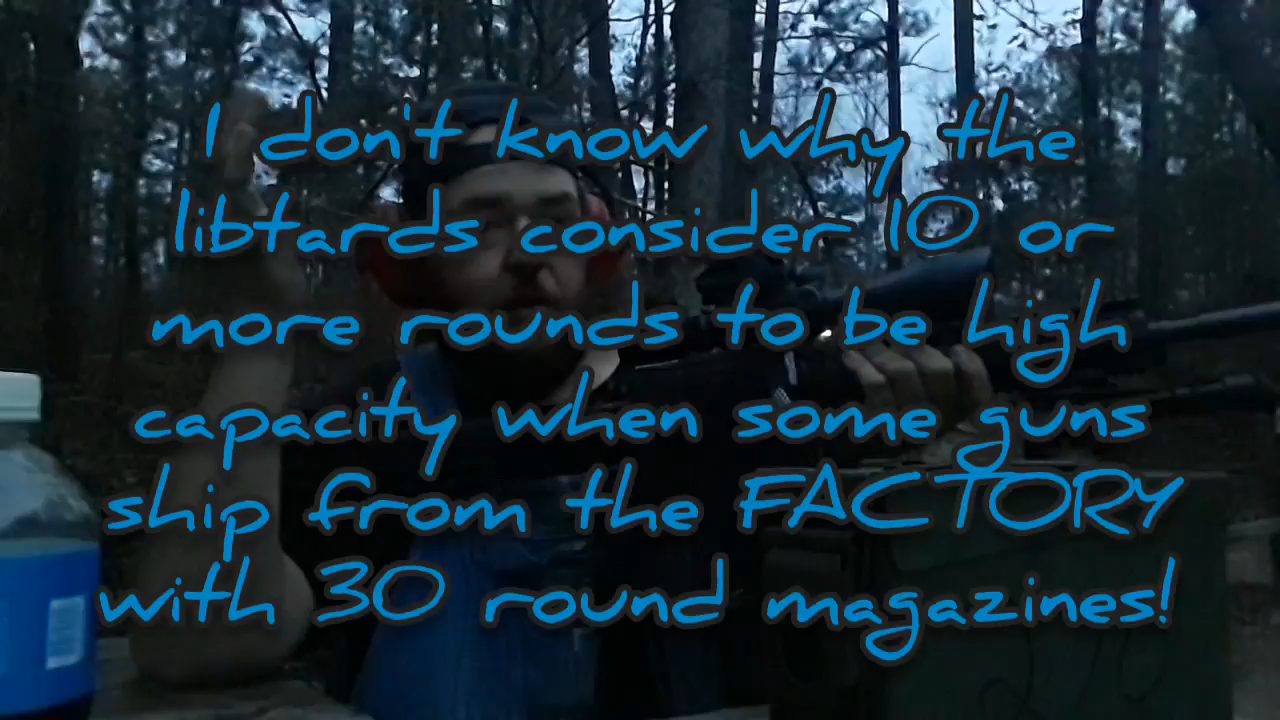 I don't know why the
libtards consider 10 or
more rounds to be high
capacity when some guns
ship from the FACTORY
with 30 round magazines!